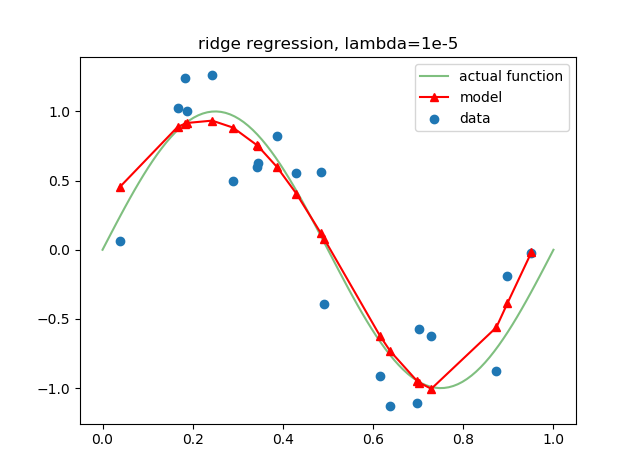 ridge regression, lambda=1e-5
actual function
model
data
1.0
0.5
0.0
−0.5
−1.0
0.0 0.2 0.4 0.6 0.8 1.0